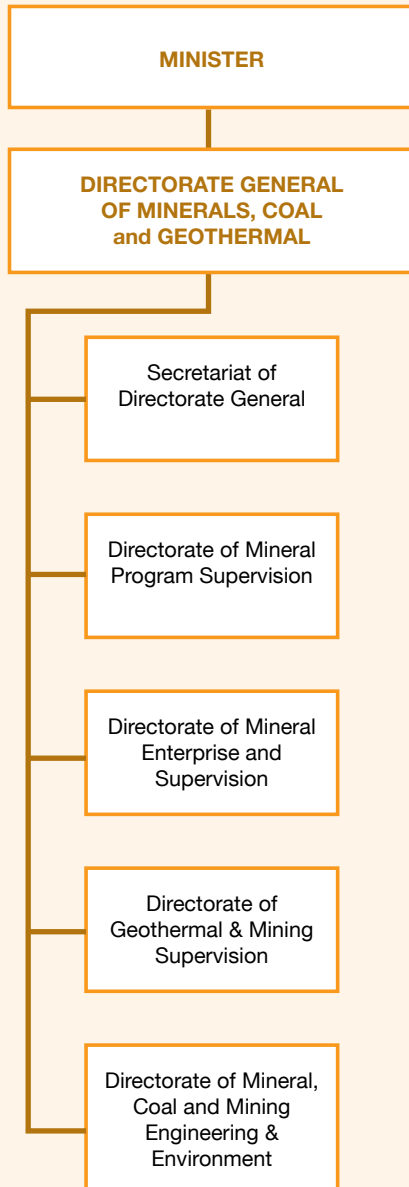 MINISTER
DIRECTORATE GENERAL
OF MINERALS, COAL
and GEOTHERMAL
Secretariat of
Directorate General
Directorate of Mineral
Program Supervision
Directorate of Mineral
Enterprise and
Supervision
Directorate of
Geothermal & Mining
Supervision
Directorate of Mineral,
Coal and Mining
Engineering &
Environment